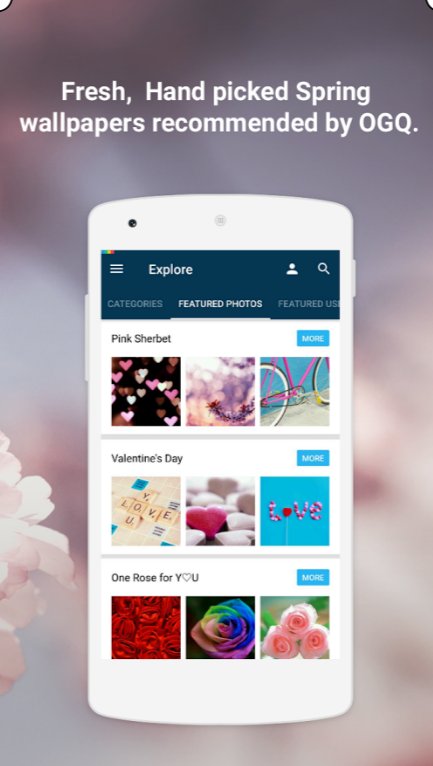 Fresh,  Hand picked Spring
wallpapers recommended by OGQ.
Explore
CATEGORIES FEATURED PHOTOS FEATURED US
Pink Sherbet MORE
Valentine's Day MORE
Y
L O V E
U
LOVE
One Rose for Y♡U MORE